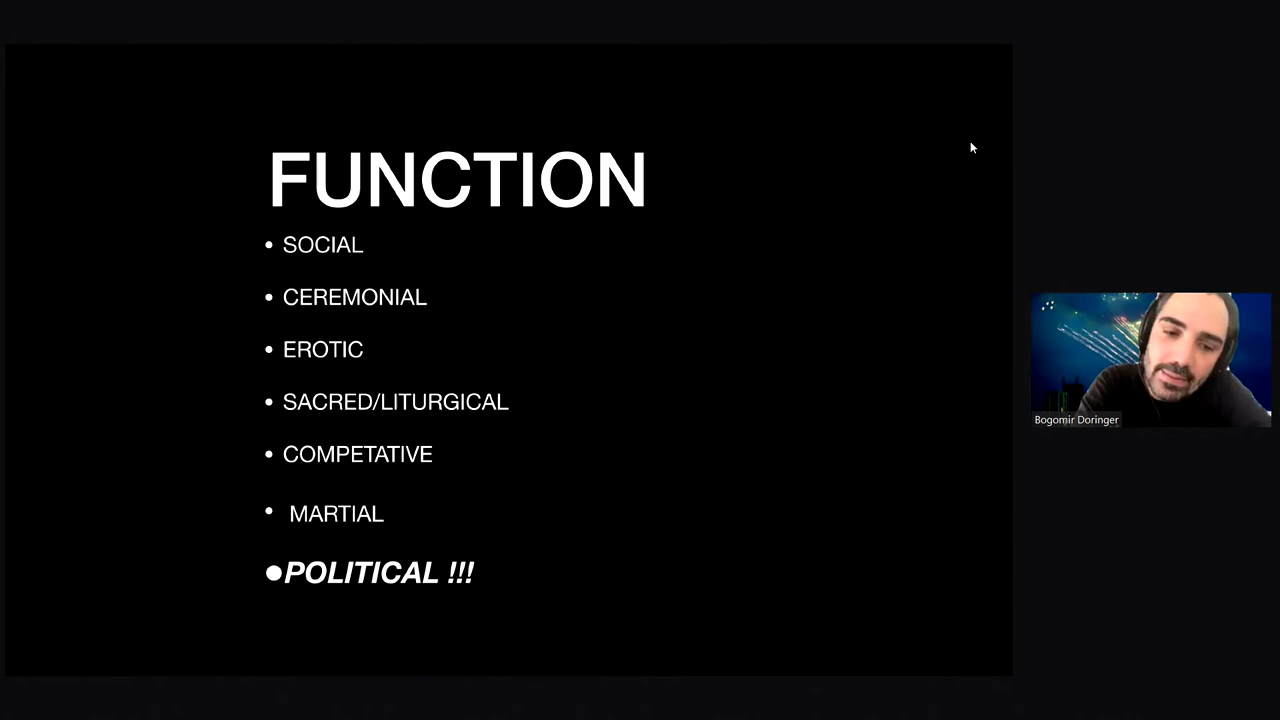 FUNCTION
• SOCIAL
• CEREMONIAL
• EROTIC
• SACRED/LITURGICAL
• COMPETATIVE
• MARTIAL
•POLITICAL !!!
Bogomir Doringer